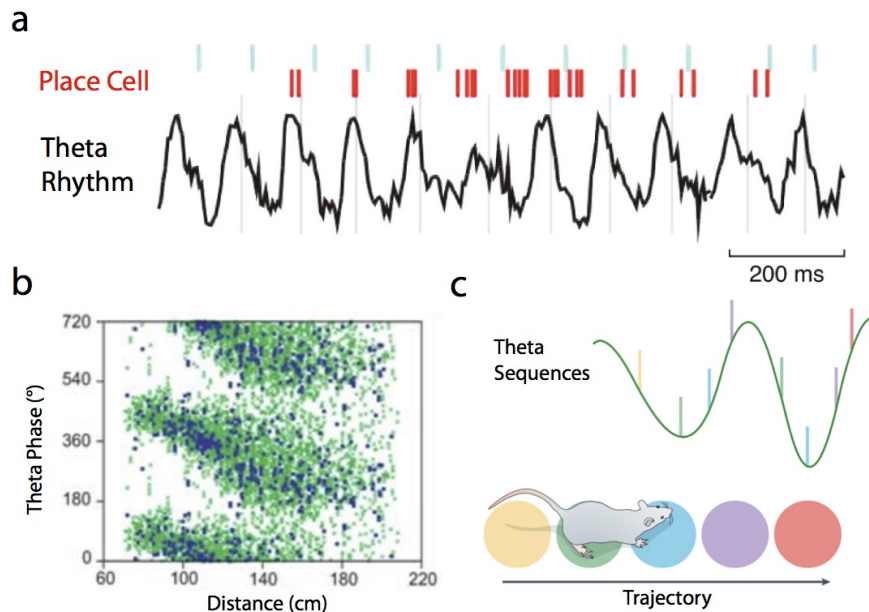 a
Place Cell
Theta
Rhythm
200 ms
b
720
540
360
180
0
Theta Phase (°)
60
100
140
180
220
Distance (cm)
c
Theta
Sequences
Trajectory